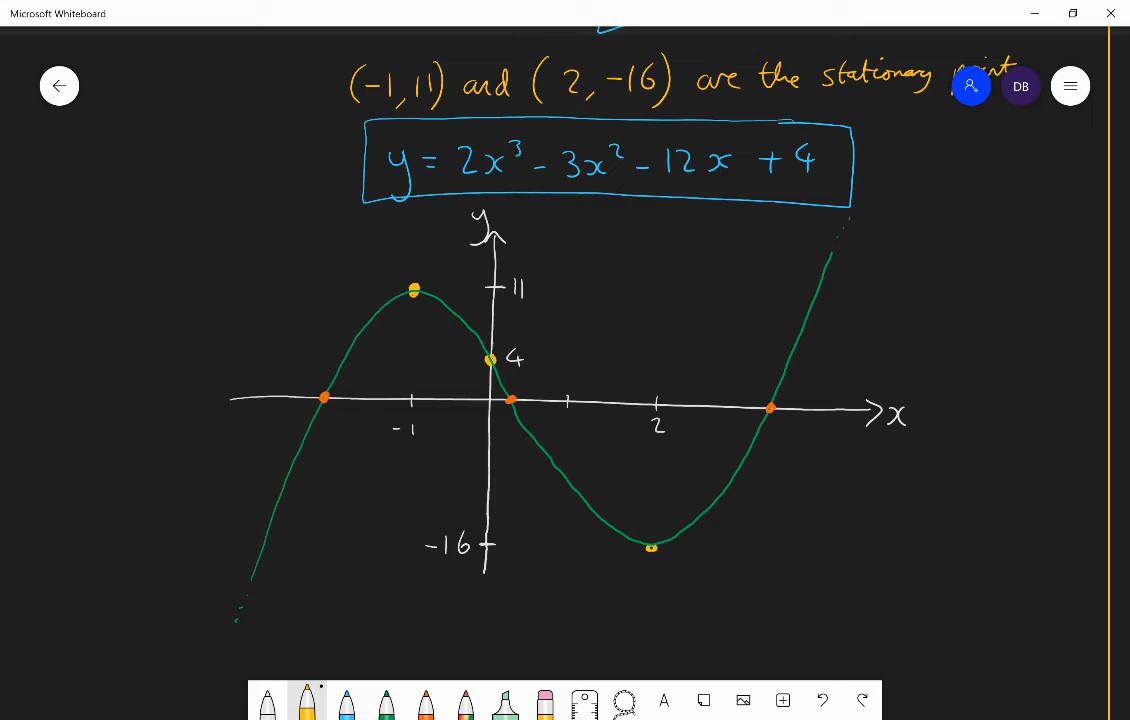 Microsoft Whiteboard
(-1, 11) and (2, -16) are the stationary
DB
y = 2x³ - 3x² - 12x + 4
y
11
4
-1
2
x
-16
A